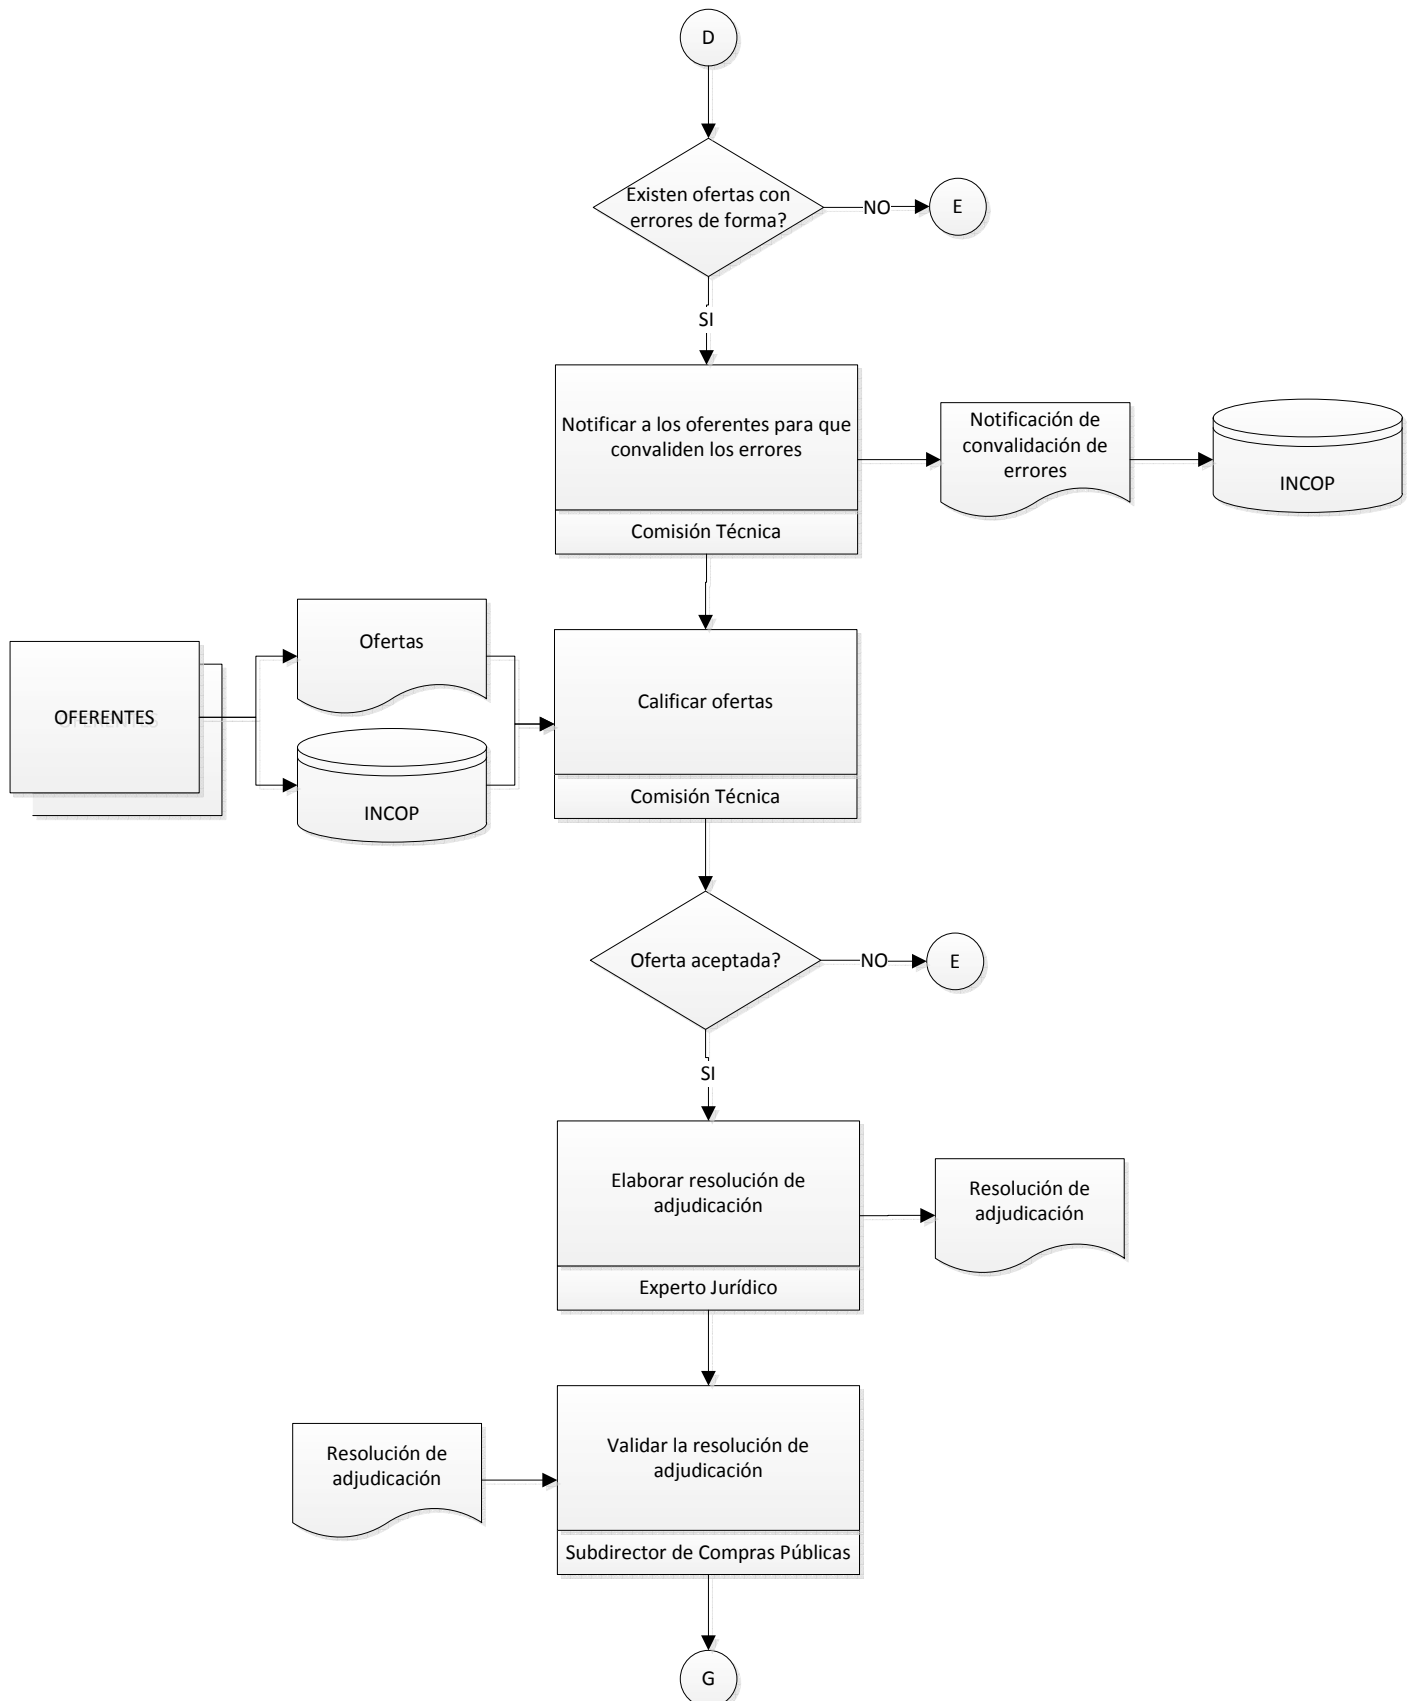 D
Existen ofertas con
errores de forma?
NO
E
SI
Notificar a los oferentes para que
convaliden los errores
Comisión Técnica
Notificación de
convalidación de
errores
INCOP
OFERENTES
Ofertas
INCOP
Calificar ofertas
Comisión Técnica
Oferta aceptada?
NO
E
SI
Elaborar resolución de
adjudicación
Experto Jurídico
Resolución de
adjudicación
Resolución de
adjudicación
Validar la resolución de
adjudicación
Subdirector de Compras Públicas
G